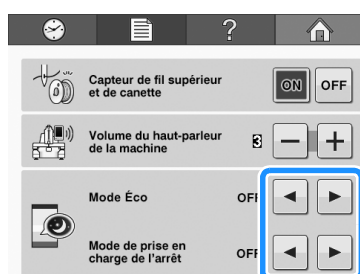 ?
Capteur de fil supérieur
et de canette
ON OFF
Volume du haut-parleur
de la machine
3 − +
Mode Éco
OFF
Mode de prise en
charge de l'arrêt
OFF